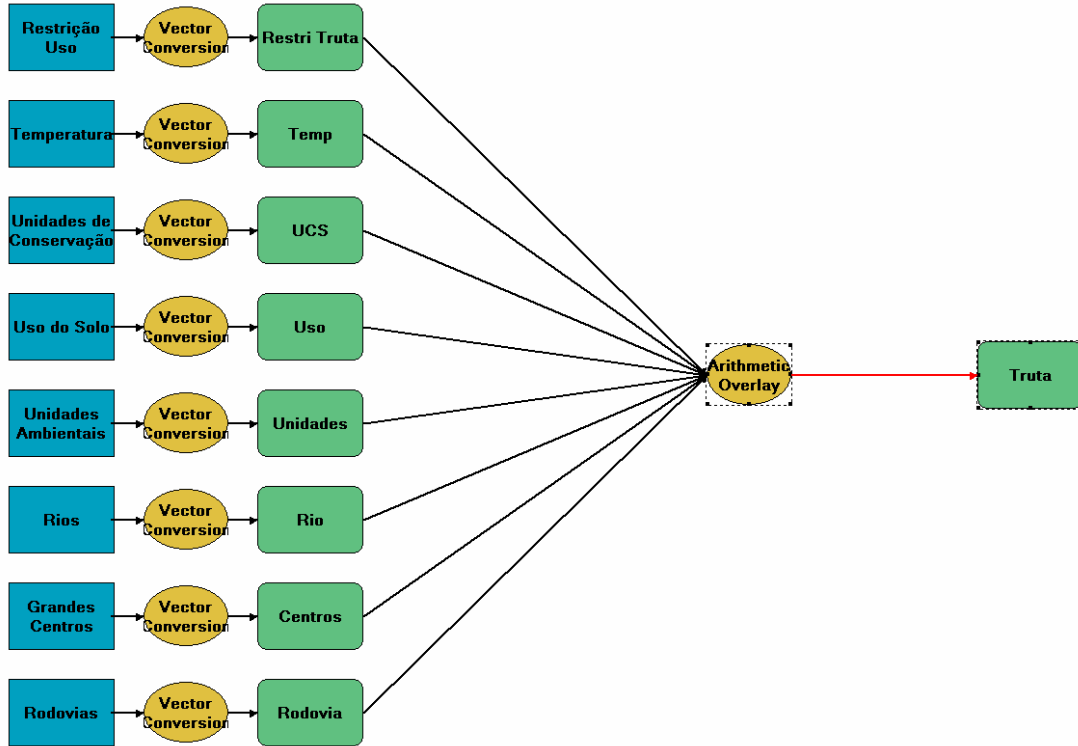 Restrição
Uso
Vector
Conversion
Restri Truta
Temperatura
Vector
Conversion
Temp
Unidades de
Conservação
Vector
Conversion
UCS
Uso do Solo
Vector
Conversion
Uso
Arithmetic
Overlay
Truta
Unidades
Ambientais
Vector
Conversion
Unidades
Rios
Vector
Conversion
Rio
Grandes
Centros
Vector
Conversion
Centros
Rodovias
Vector
Conversion
Rodovia